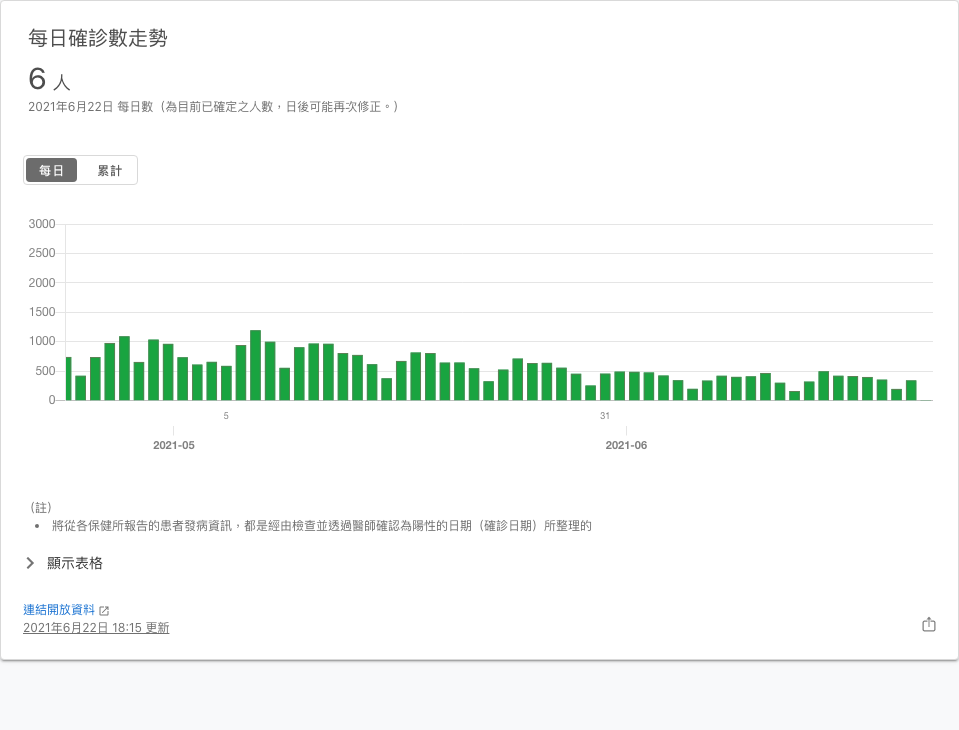 每日確診數走勢
6 人
2021年6月22日 每日數（為目前已確定之人數，日後可能再次修正。）
每日 累計
3000
2500
2000
1500
1000
500
0
5 31
2021-05 2021-06
（註）
• 將從各保健所報告的患者發病資訊，都是經由檢查並透過醫師確認為陽性的日期（確診日期）所整理的
顯示表格
連結開放資料
2021年6月22日 18:15 更新